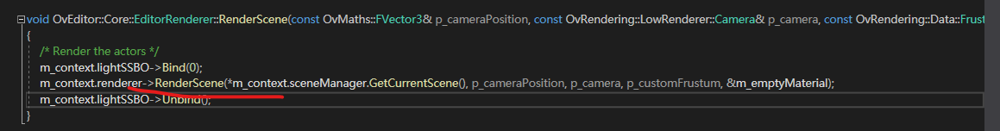 void OvEditor::Core::EditorRenderer::RenderScene(const OvMaths::FVector3& p_cameraPosition, const OvRendering::LowRenderer::Camera& p_camera, const OvRendering::Data::Frust
{
/* Render the actors */
m_context.lightSSBO->Bind(0);
m_context.renderer->RenderScene(*m_context.sceneManager.GetCurrentScene(), p_cameraPosition, p_camera, p_customFrustum, &m_emptyMaterial);
m_context.lightSSBO->Unbind();
}